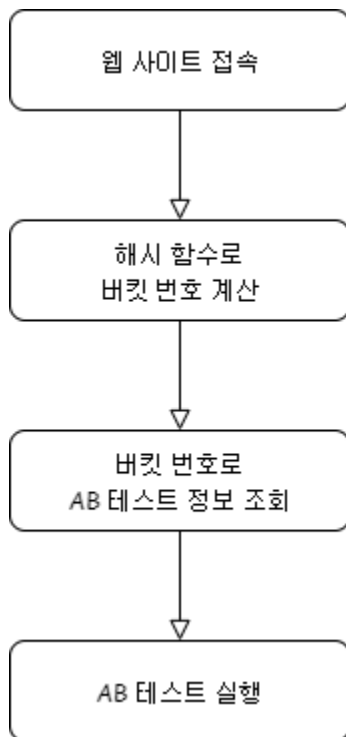 웹 사이트 접속
해시 함수로
버킷 번호 계산
버킷 번호로
AB 테스트 정보 조회
AB 테스트 실행